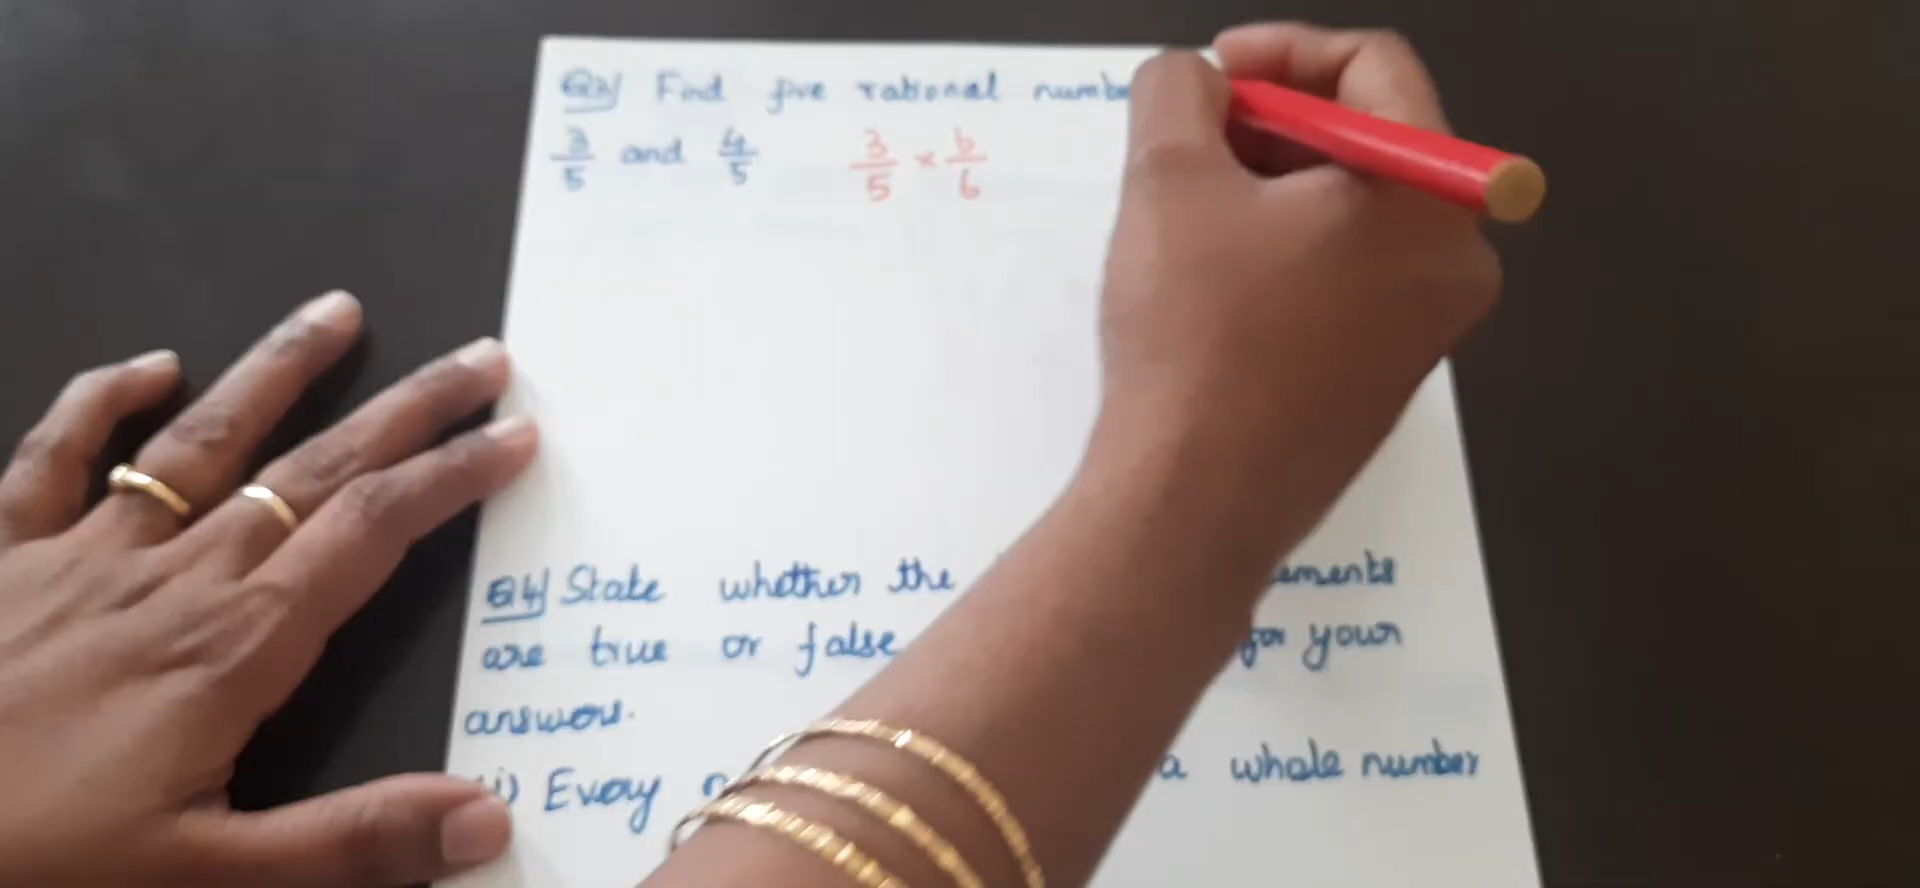 Q3) Find five rational numbe
3/5 and 4/5 3/5 × 6/6
Q4) State whether the ements
are true or false for your
answers.
i) Every a whole number